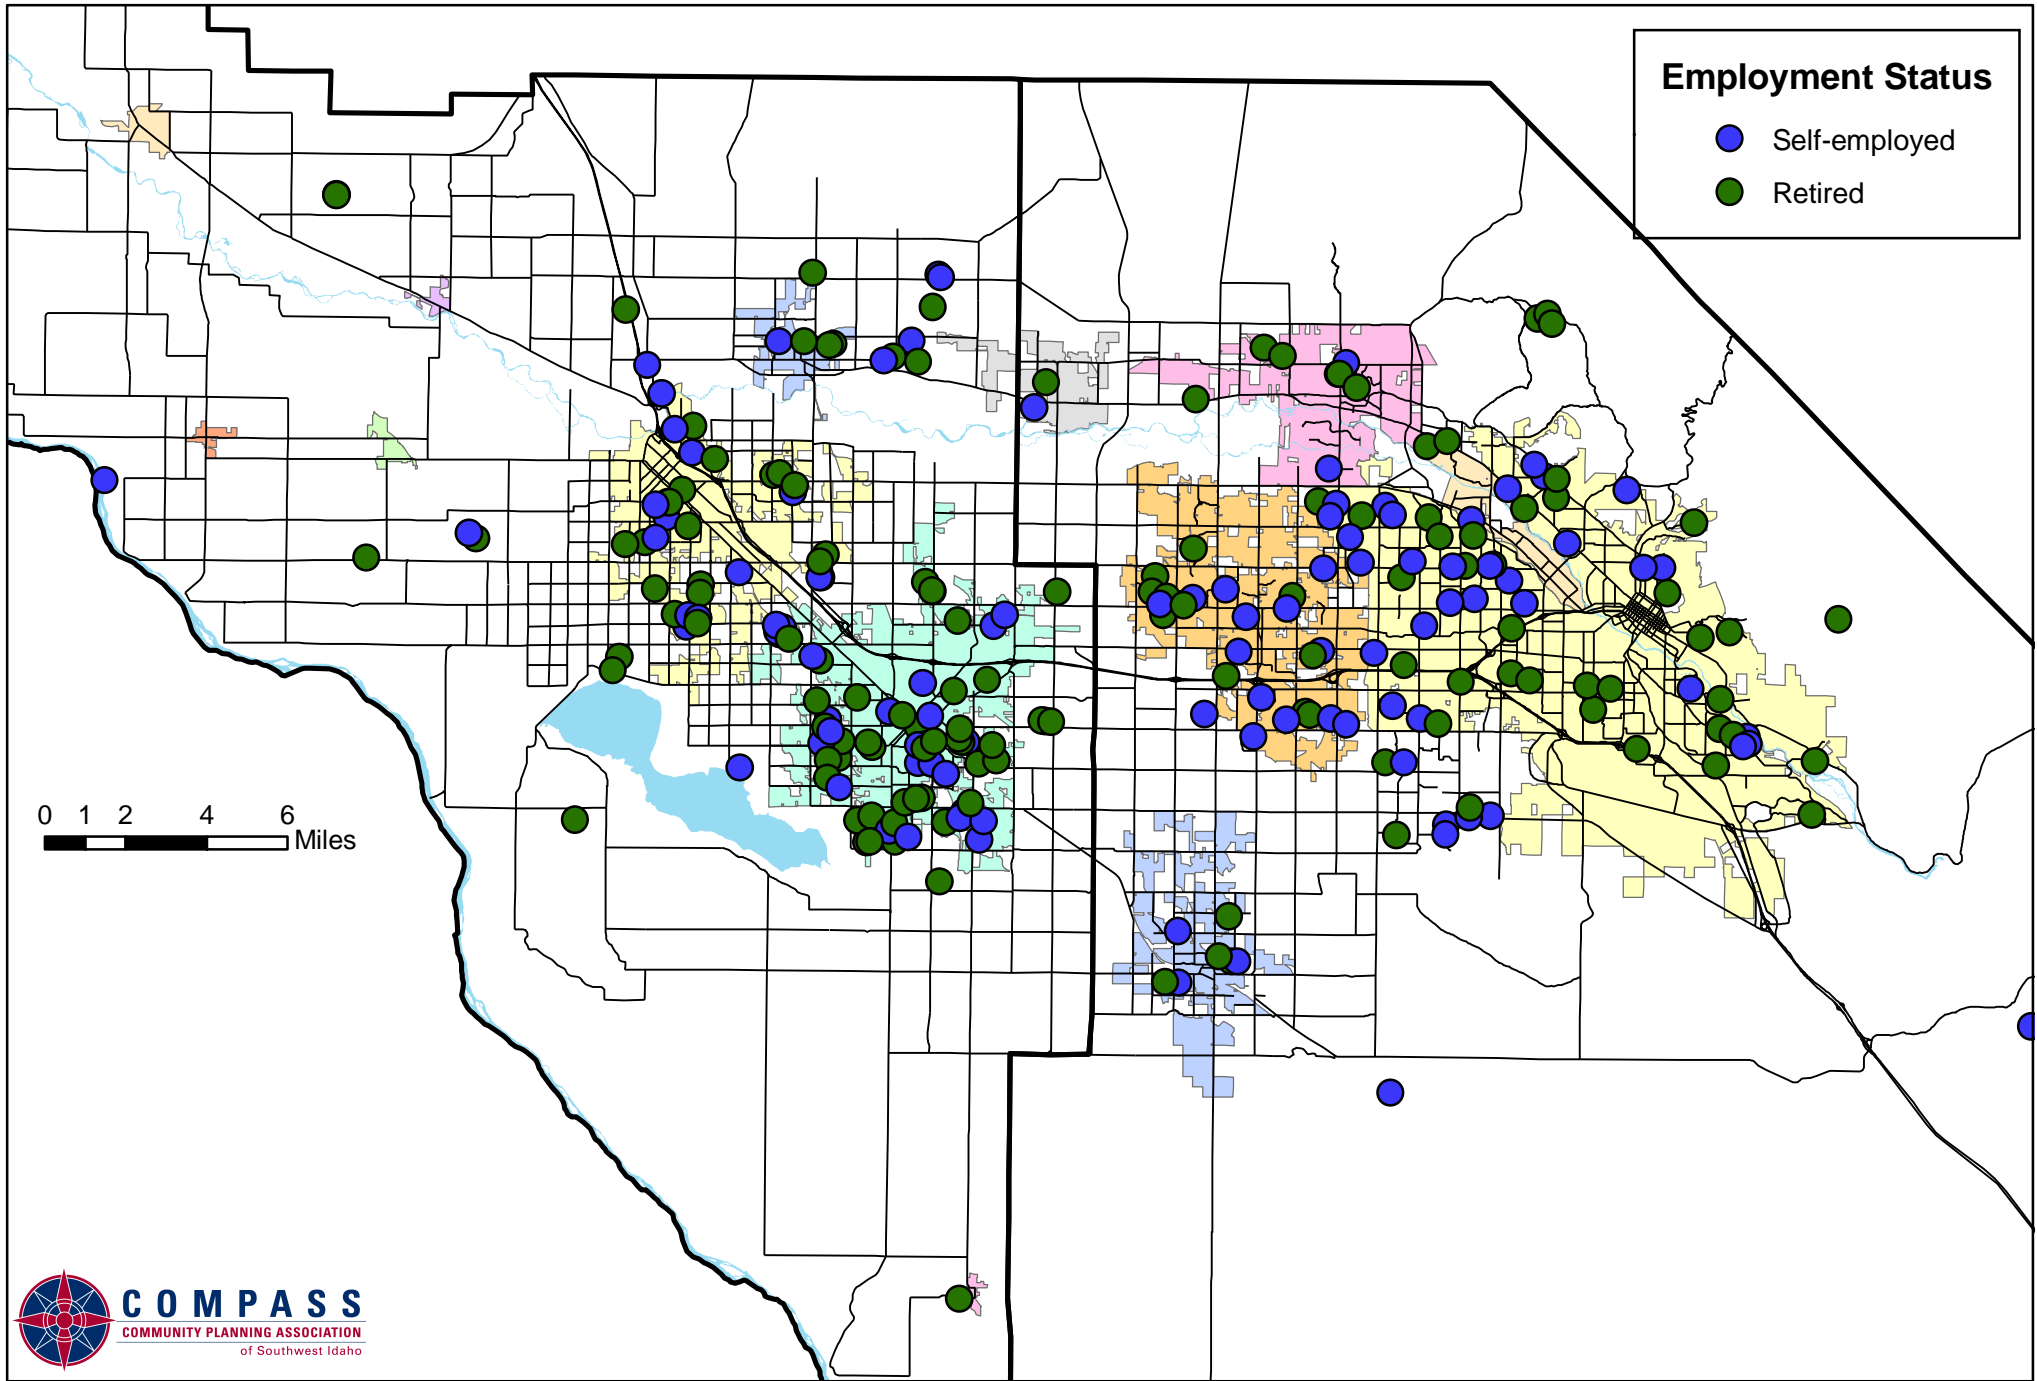 Employment Status
Self-employed
Retired
0 1 2 4 6
Miles
COMPASS
COMMUNITY PLANNING ASSOCIATION
of Southwest Idaho